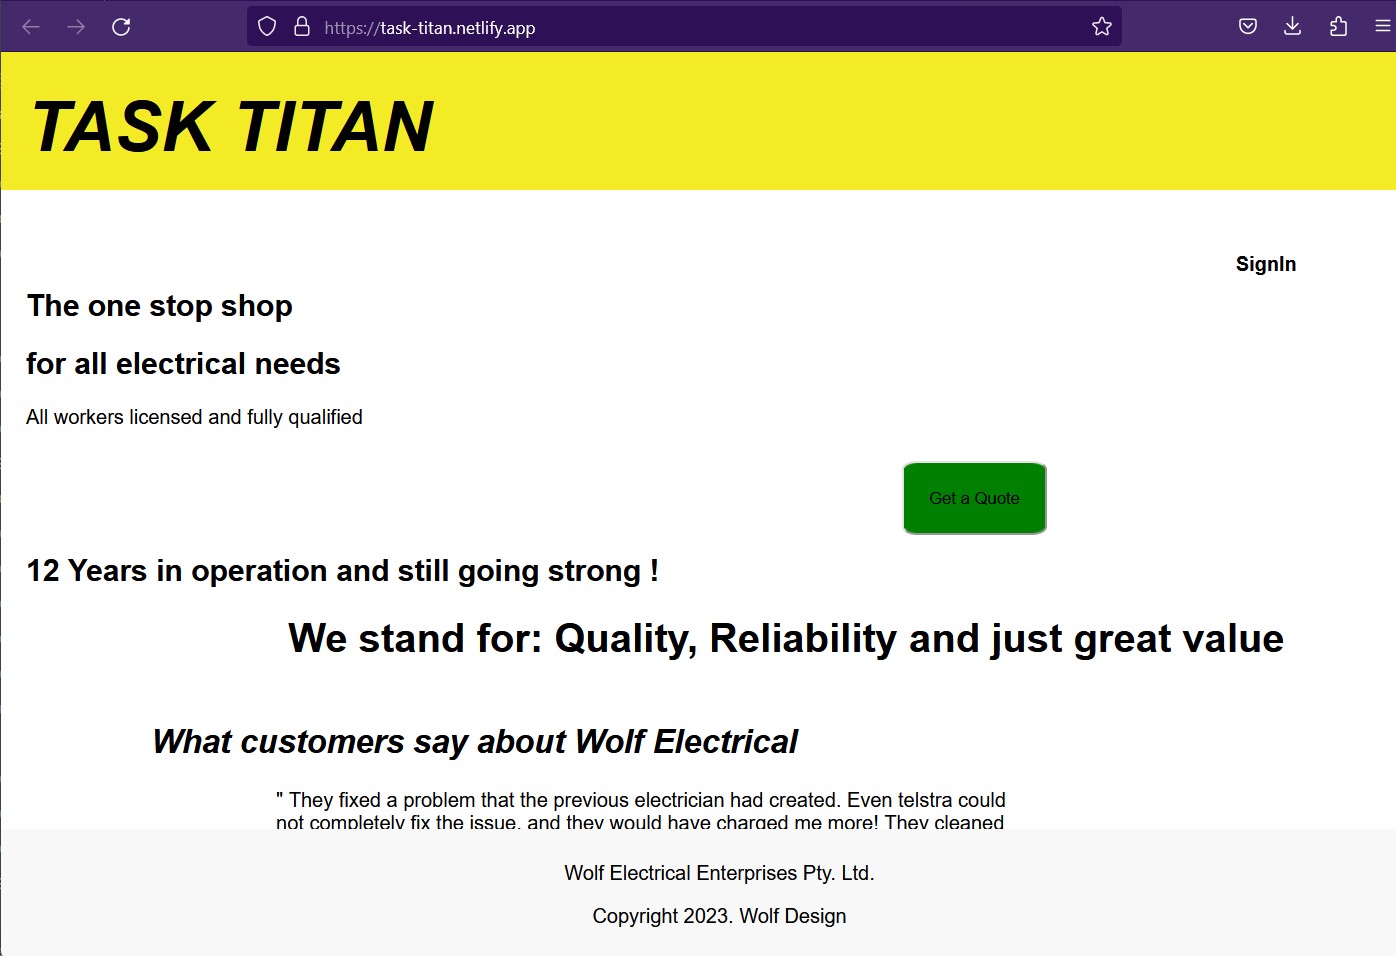 https://task-titan.netlify.app
TASK TITAN
SignIn
The one stop shop
for all electrical needs
All workers licensed and fully qualified
Get a Quote
12 Years in operation and still going strong !
We stand for: Quality, Reliability and just great value
What customers say about Wolf Electrical
" They fixed a problem that the previous electrician had created. Even telstra could
not completely fix the issue, and they would have charged me more! They cleaned
Wolf Electrical Enterprises Pty. Ltd.
Copyright 2023. Wolf Design